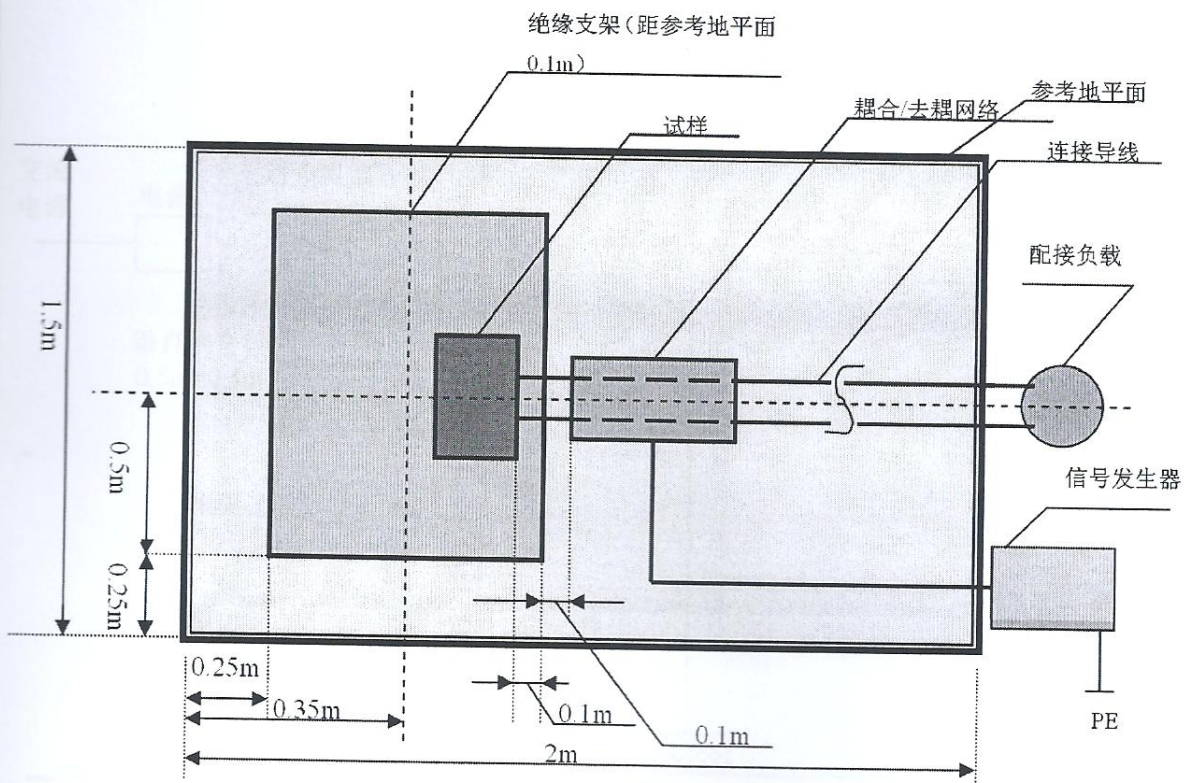 绝缘支架（距参考地平面
0.1m）
参考地平面
耦合/去耦网络
试样
连接导线
配接负载
1.5m
0.5m
信号发生器
0.25m
0.25m
0.35m
0.1m
0.1m
PE
2m